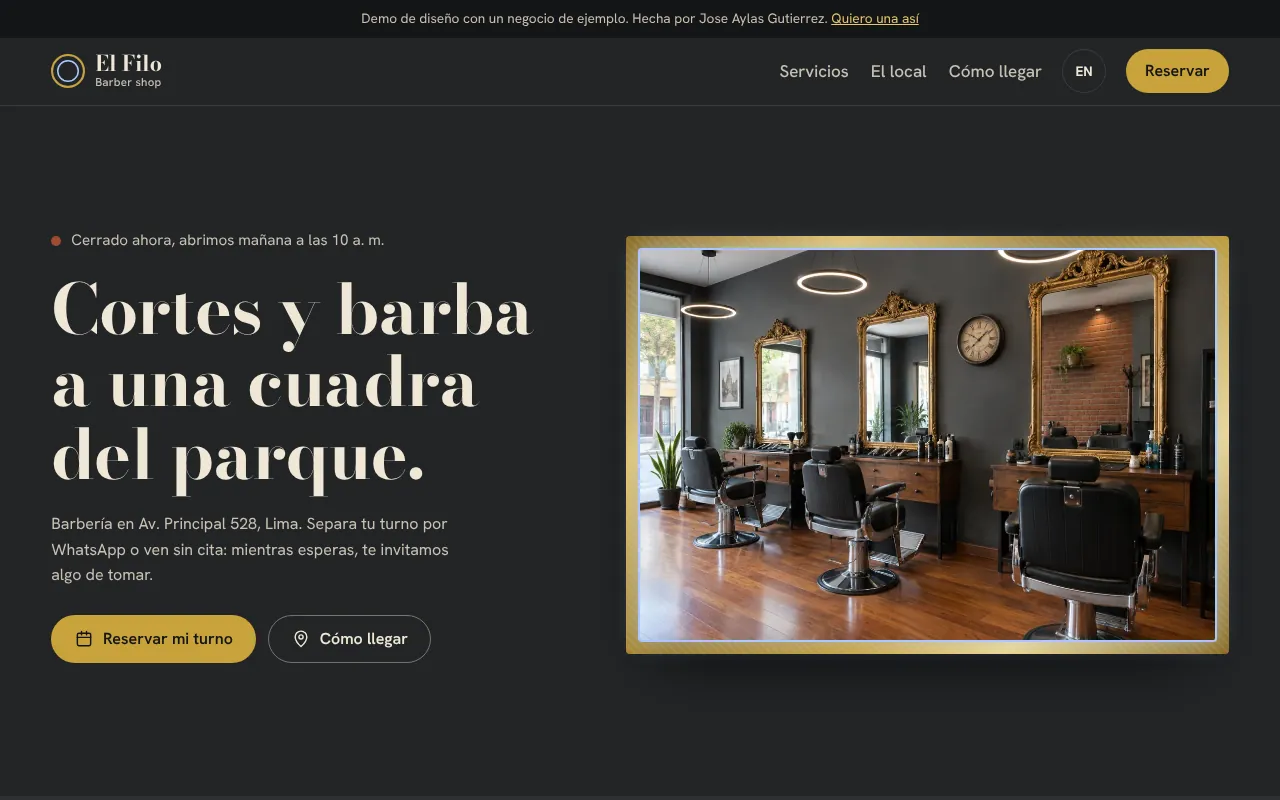 Demo de diseño con un negocio de ejemplo. Hecha por Jose Aylas Gutierrez. Quiero una así
El Filo
Barber shop
Servicios
El local
Cómo llegar
EN
Reservar
Cerrado ahora, abrimos mañana a las 10 a. m.
Cortes y barba
a una cuadra
del parque.
Barbería en Av. Principal 528, Lima. Separa tu turno por
WhatsApp o ven sin cita: mientras esperas, te invitamos
algo de tomar.
Reservar mi turno
Cómo llegar